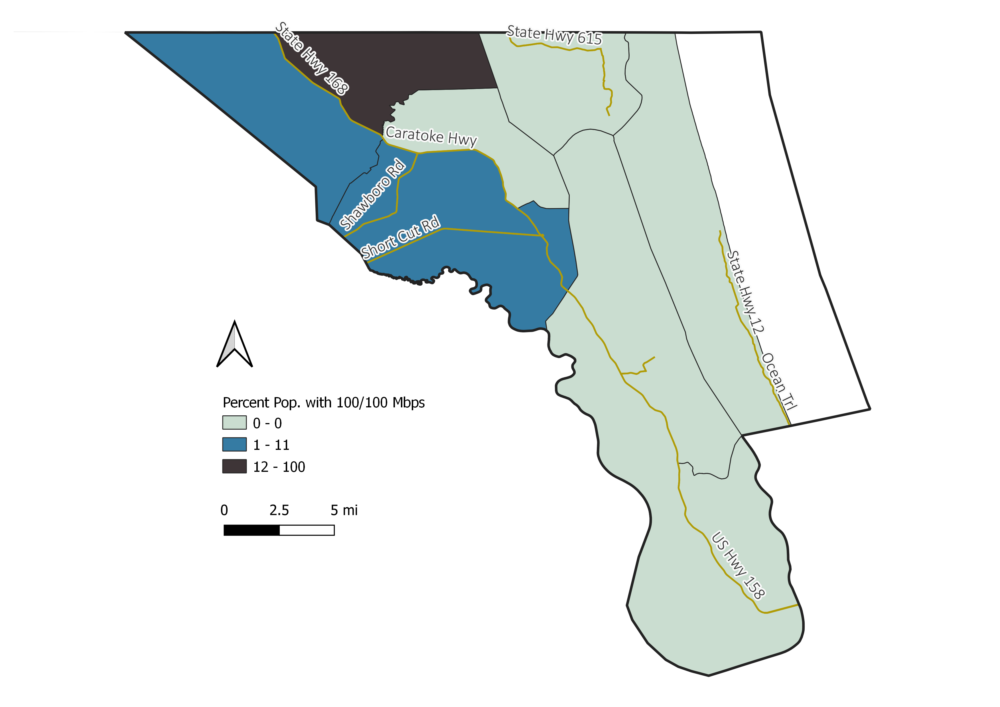 State Hwy 168
State Hwy 615
Caratoke Hwy
Shawboro Rd
Short Cut Rd
State Hwy 12
Ocean Trl
US Hwy 158
Percent Pop. with 100/100 Mbps
0 - 0
1 - 11
12 - 100
0 2.5 5 mi